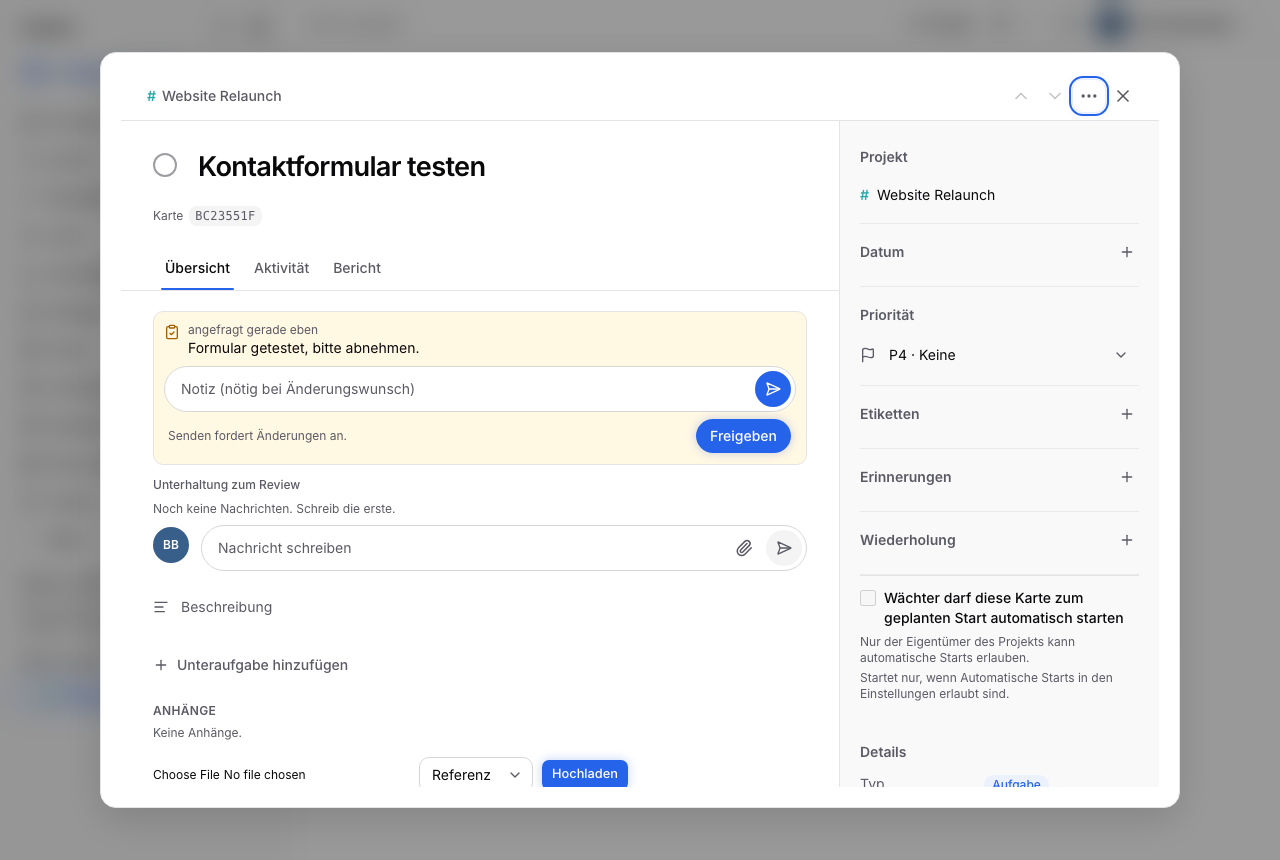 # Website Relaunch
Kontaktformular testen
Karte BC23551F
Übersicht Aktivität Bericht
angefragt gerade eben
Formular getestet, bitte abnehmen.
Notiz (nötig bei Änderungswunsch)
Senden fordert Änderungen an.
Freigeben
Unterhaltung zum Review
Noch keine Nachrichten. Schreib die erste.
BB
Nachricht schreiben
Beschreibung
Unteraufgabe hinzufügen
ANHÄNGE
Keine Anhänge.
Choose File No file chosen
Referenz
Hochladen
Projekt
# Website Relaunch
Datum
Priorität
P4 · Keine
Etiketten
Erinnerungen
Wiederholung
Wächter darf diese Karte zum
geplanten Start automatisch starten
Nur der Eigentümer des Projekts kann
automatische Starts erlauben.
Startet nur, wenn Automatische Starts in den
Einstellungen erlaubt sind.
Details
Typ
Aufgabe